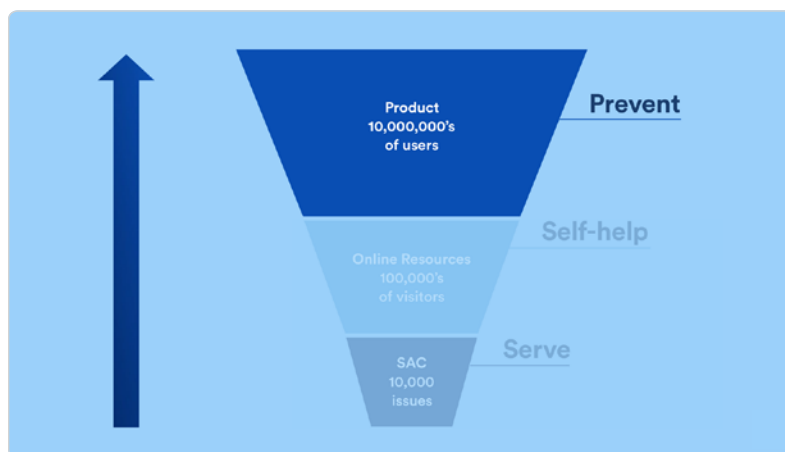 Product
10,000,000's
of users
Prevent
Online Resources
100,000's
of visitors
Self-help
SAC
10,000
issues
Serve